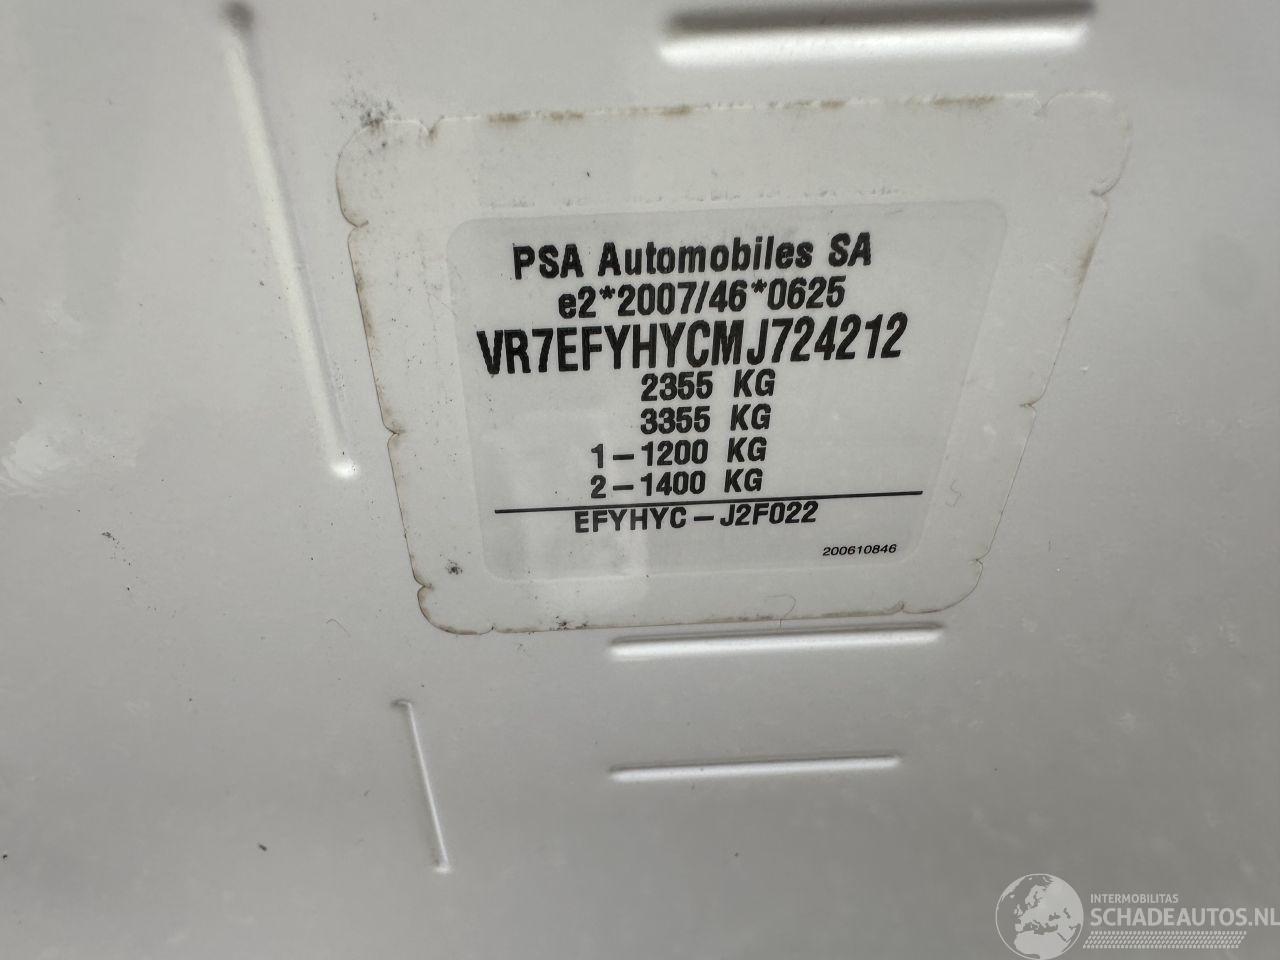 PSA Automobiles SA
e2*2007/46*0625
VR7EFYHYCMJ724212
2355 KG
3355 KG
1-1200 KG
2-1400 KG
EFYHYC-J2F022
200610846
INTERMOBILITAS
SCHADEAUTOS.NL